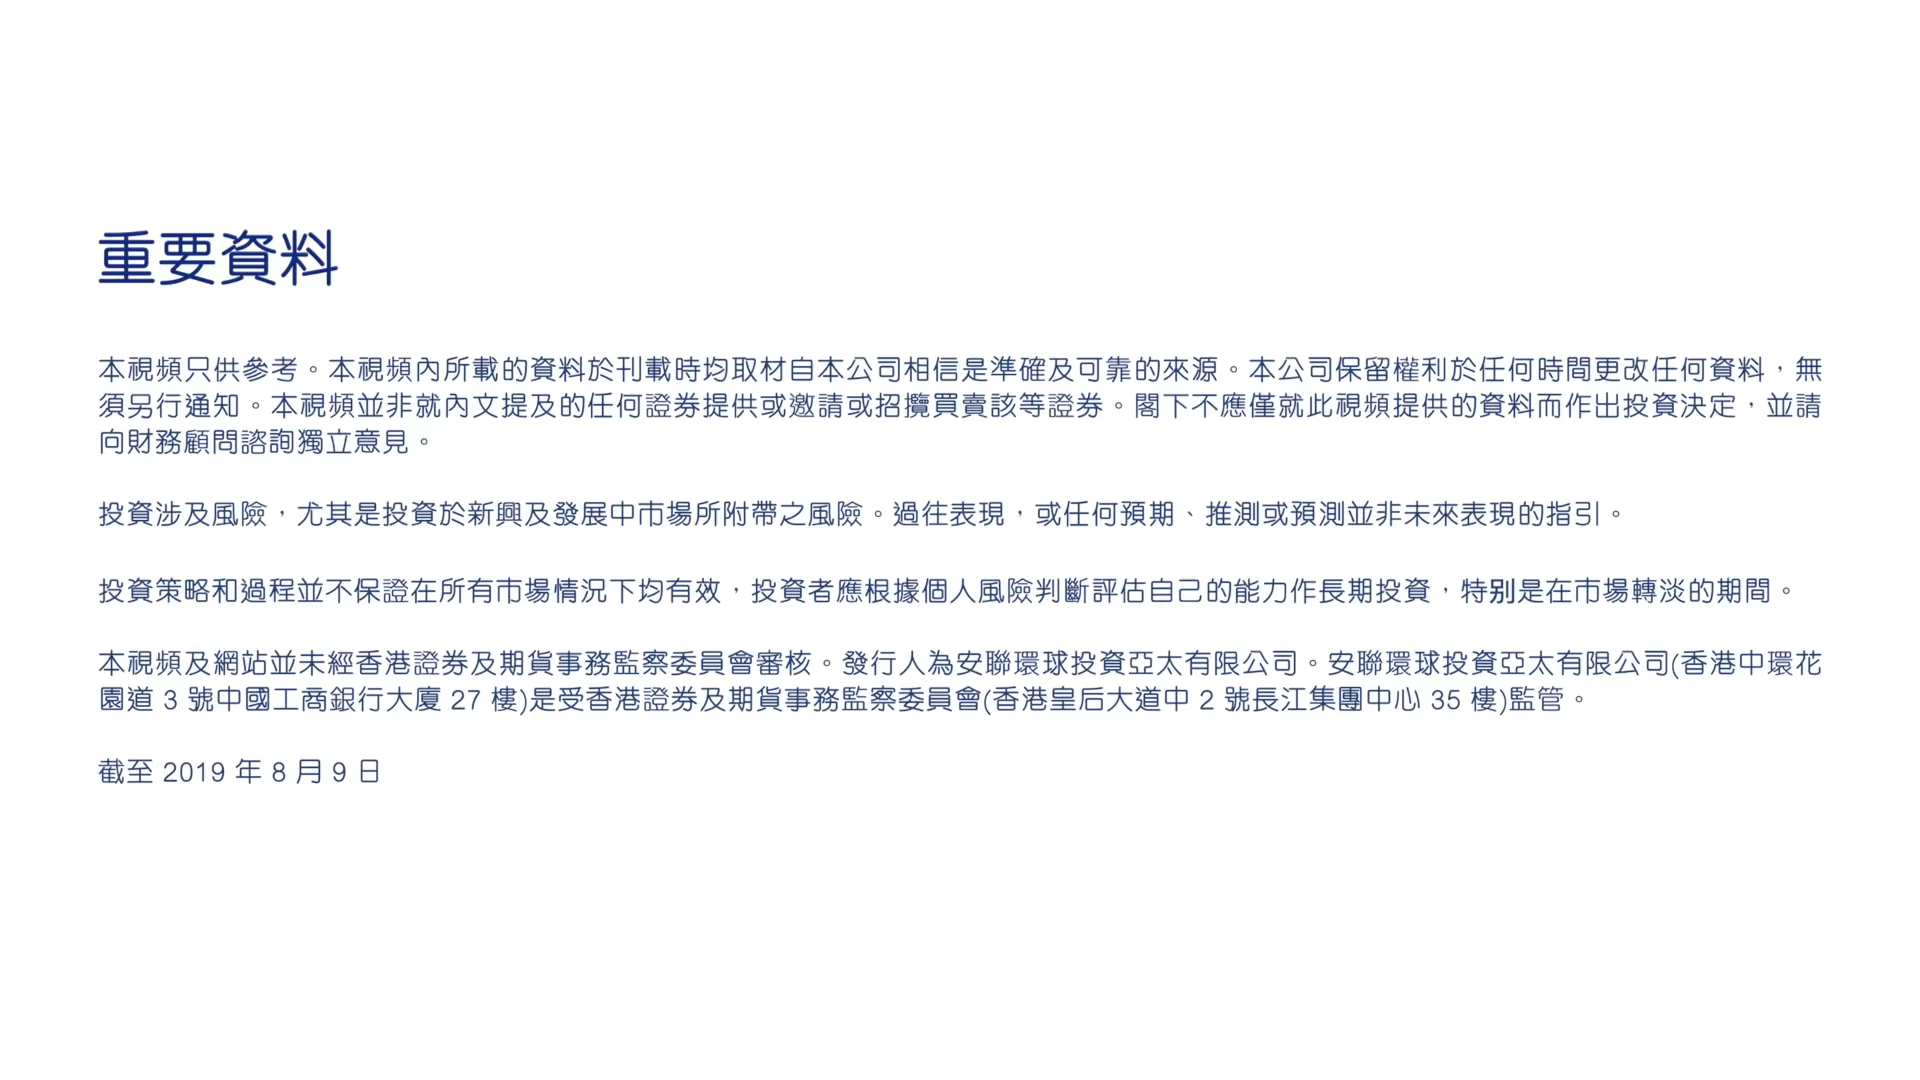 重要資料
本視頻只供參考。本視頻內所載的資料於刊載時均取材自本公司相信是準確及可靠的來源。本公司保留權利於任何時間更改任何資料，無
須另行通知。本視頻並非就內文提及的任何證券提供或邀請或招攬買賣該等證券。閣下不應僅就此視頻提供的資料而作出投資決定，並請
向財務顧問諮詢獨立意見。
投資涉及風險，尤其是投資於新興及發展中市場所附帶之風險。過往表現，或任何預期、推測或預測並非未來表現的指引。
投資策略和過程並不保證在所有市場情況下均有效，投資者應根據個人風險判斷評估自己的能力作長期投資，特別是在市場轉淡的期間。
本視頻及網站並未經香港證券及期貨事務監察委員會審核。發行人為安聯環球投資亞太有限公司。安聯環球投資亞太有限公司(香港中環花
園道 3 號中國工商銀行大廈 27 樓)是受香港證券及期貨事務監察委員會(香港皇后大道中 2 號長江集團中心 35 樓)監管。
截至 2019 年 8 月 9 日